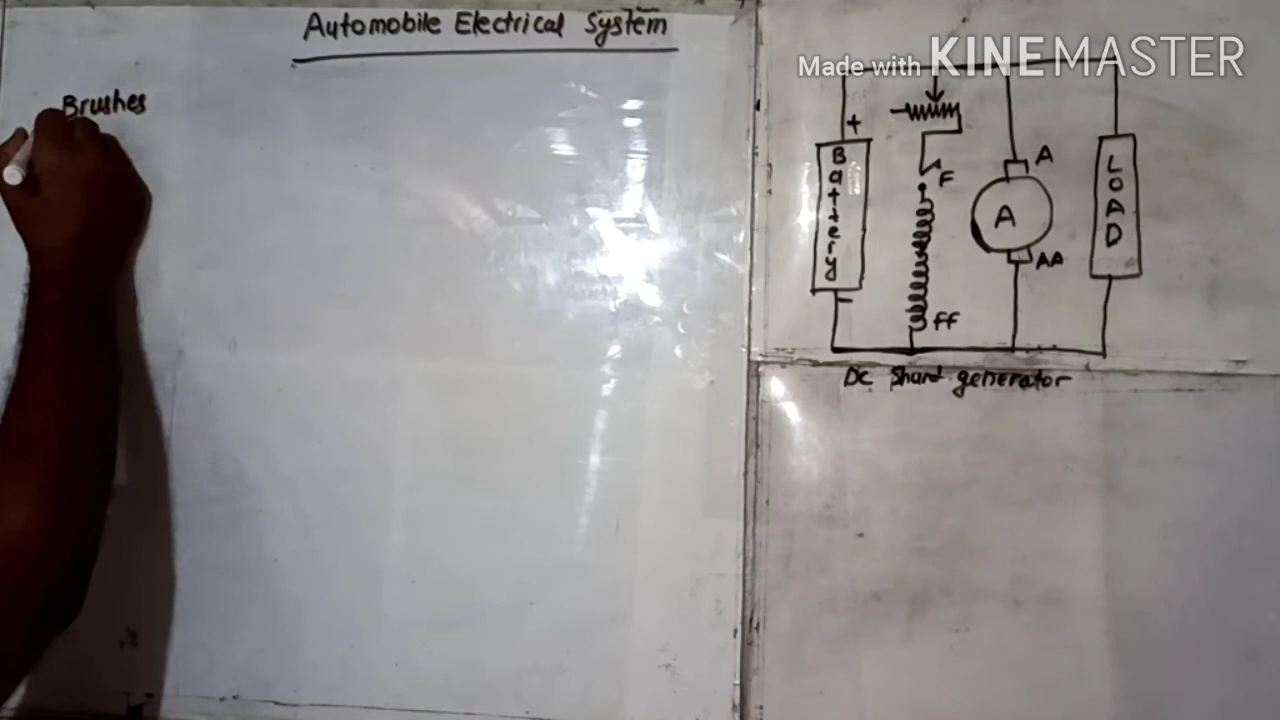 Automobile Electrical System
Brushes
Made with KINEMASTER
+
Battery
-
F
FF
A
A
AA
LOAD
Dc Shunt generator